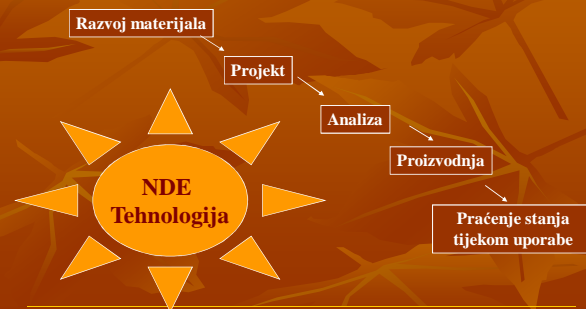 Razvoj materijala
Projekt
Analiza
Proizvodnja
NDE
Tehnologija
Praćenje stanja
tijekom uporabe